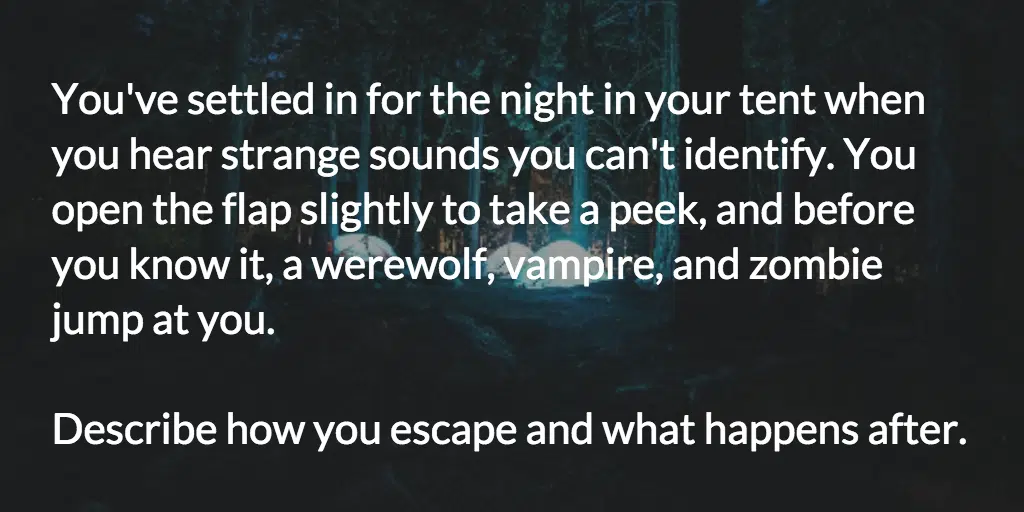 You've settled in for the night in your tent when
you hear strange sounds you can't identify. You
open the flap slightly to take a peek, and before
you know it, a werewolf, vampire, and zombie
jump at you.
Describe how you escape and what happens after.